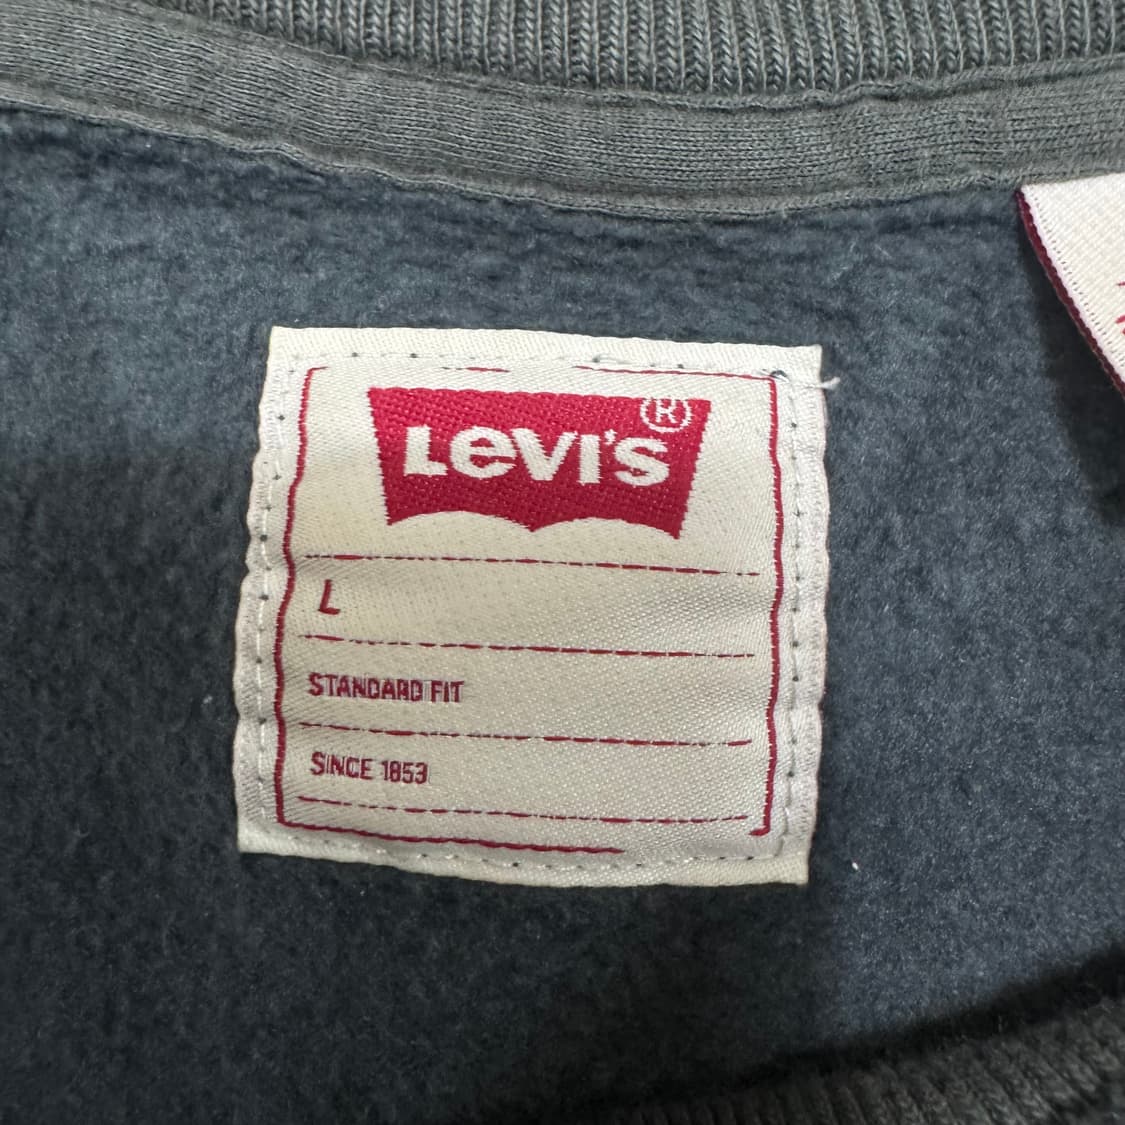 LEVI'S®
L
STANDARD FIT
SINCE 1853